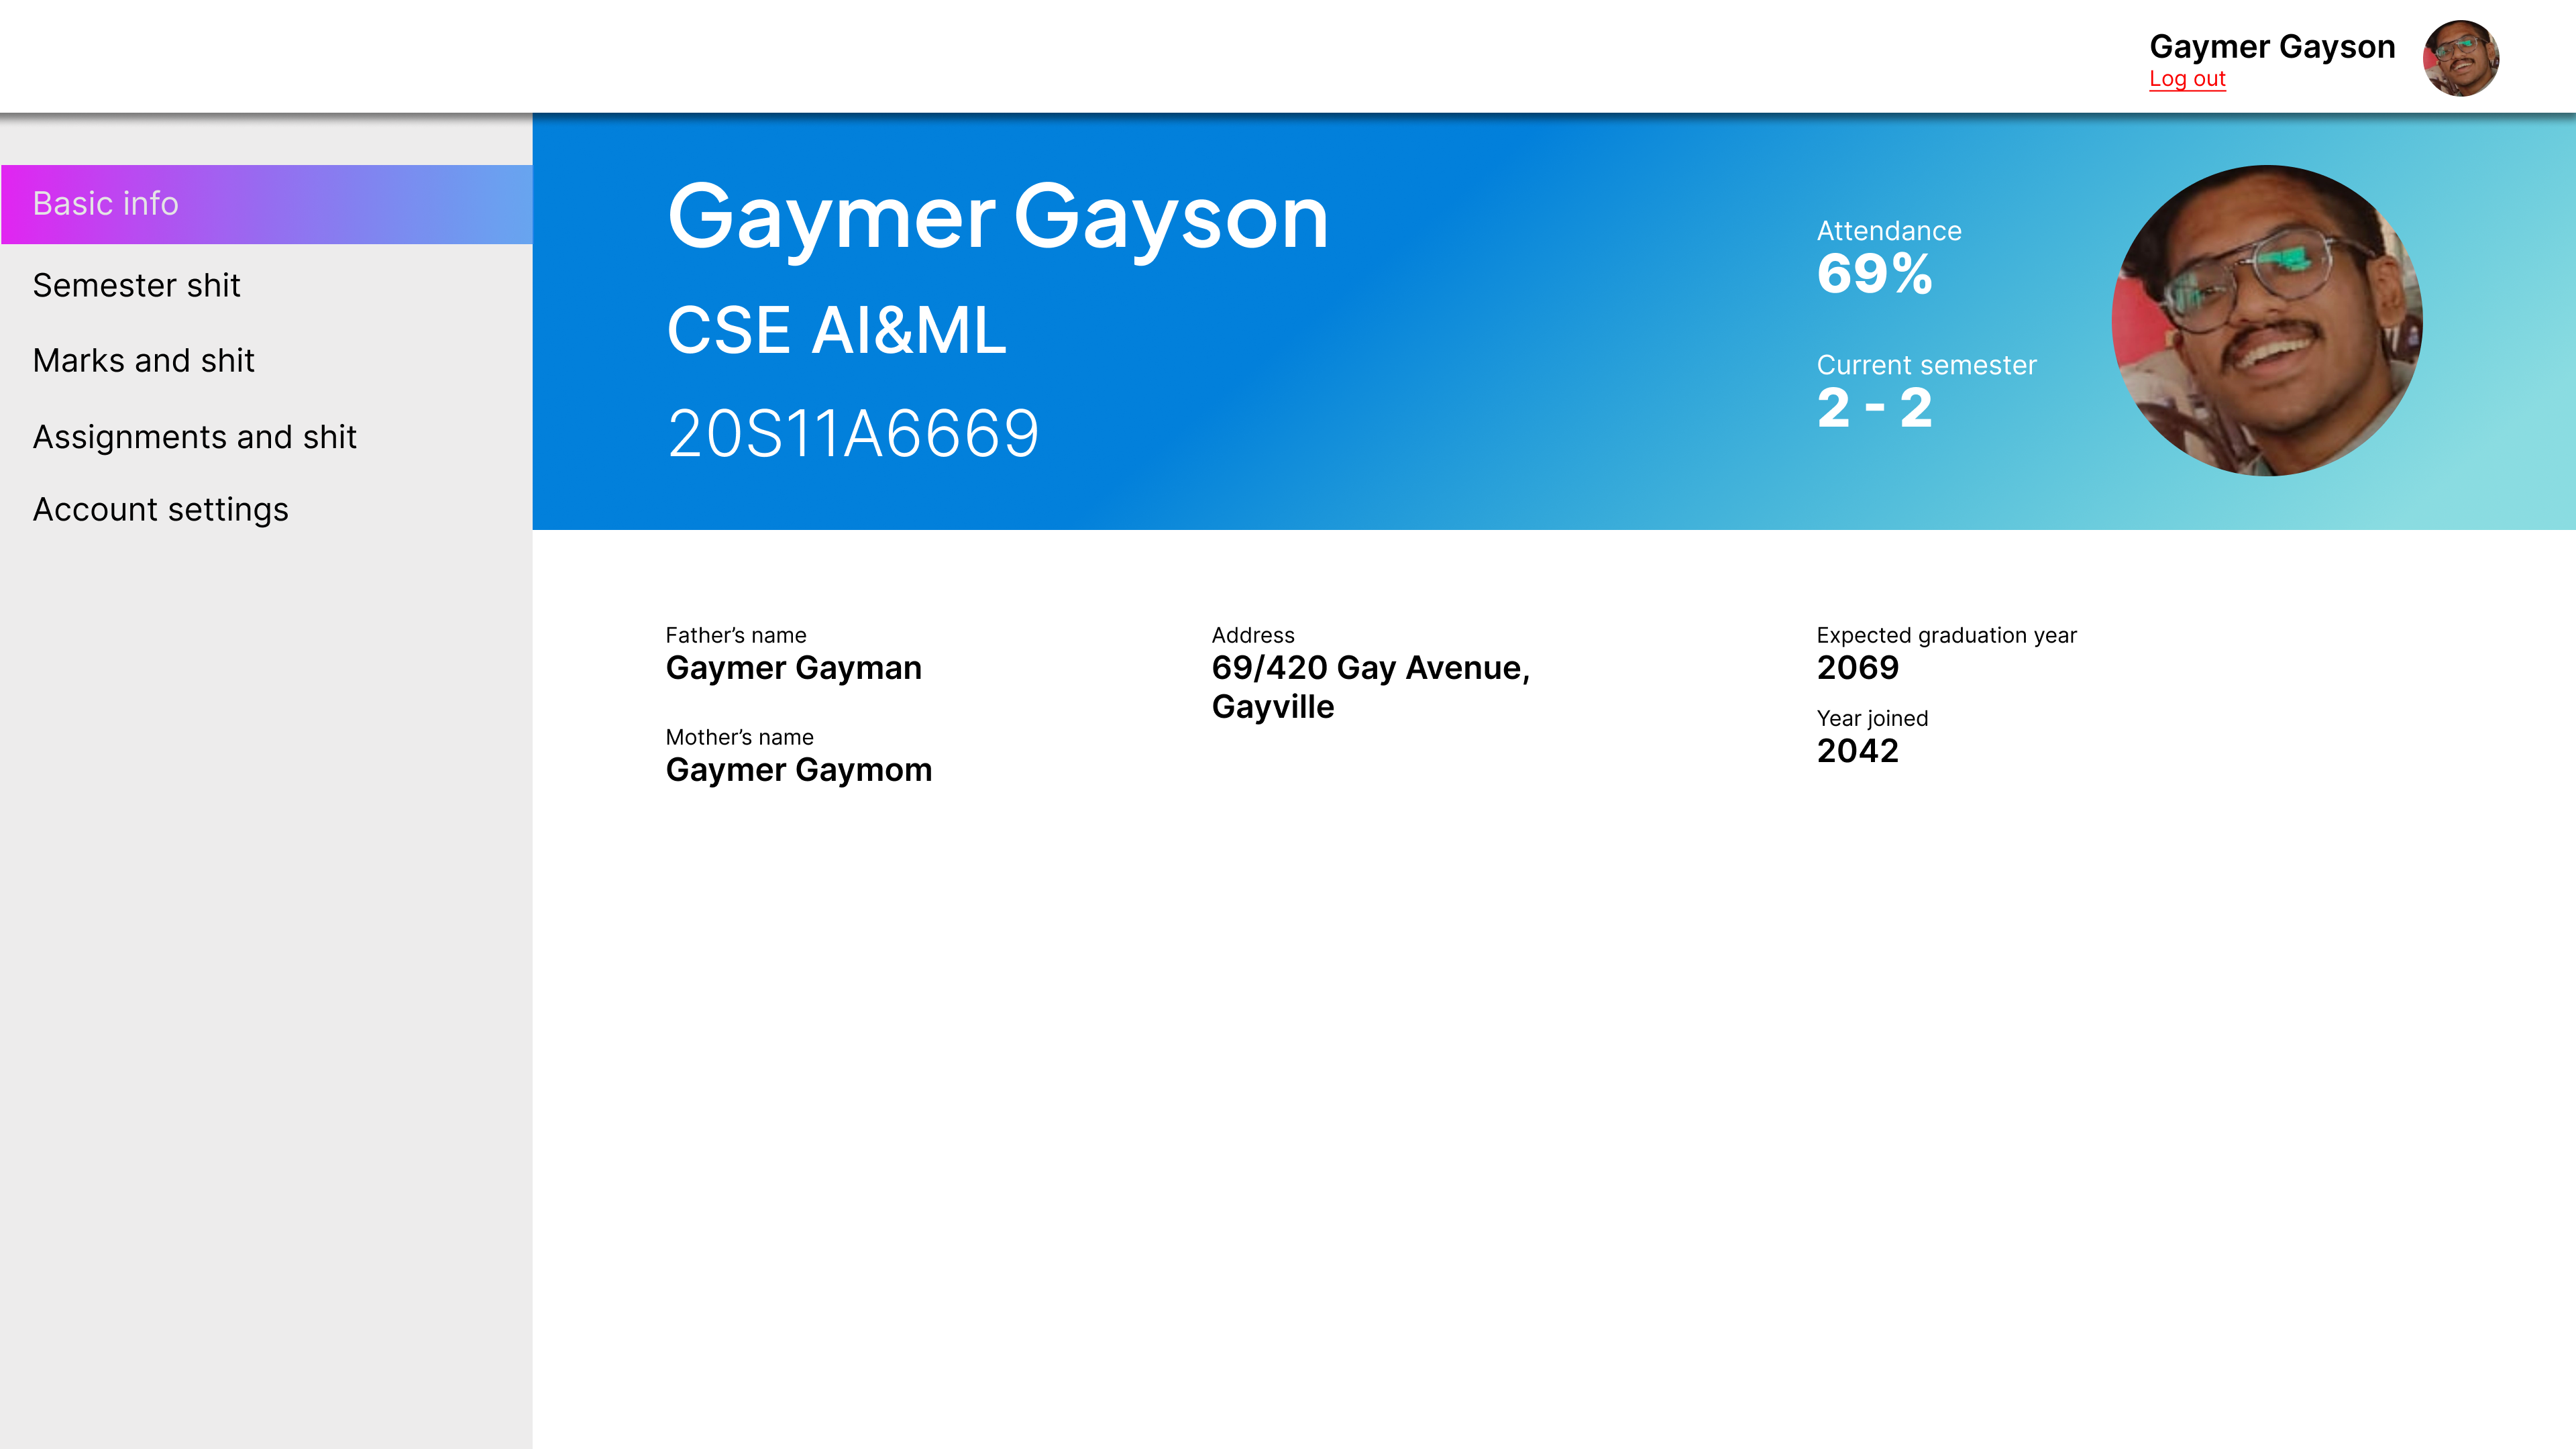 Gaymer Gayson
Log out
Basic info
Semester shit
Marks and shit
Assignments and shit
Account settings
Gaymer Gayson
CSE AI&ML
20S11A6669
Attendance
69%
Current semester
2 - 2
Father’s name
Gaymer Gayman
Mother’s name
Gaymer Gaymom
Address
69/420 Gay Avenue,
Gayville
Expected graduation year
2069
Year joined
2042